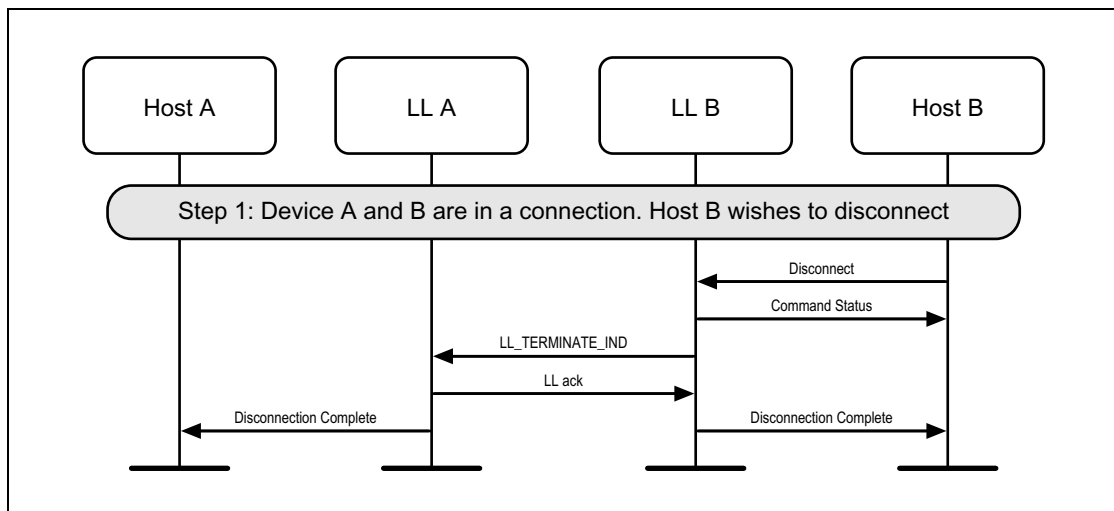 Host A
LL A
LL B
Host B
Step 1: Device A and B are in a connection. Host B wishes to disconnect
Disconnect
Command Status
LL_TERMINATE_IND
LL ack
Disconnection Complete
Disconnection Complete